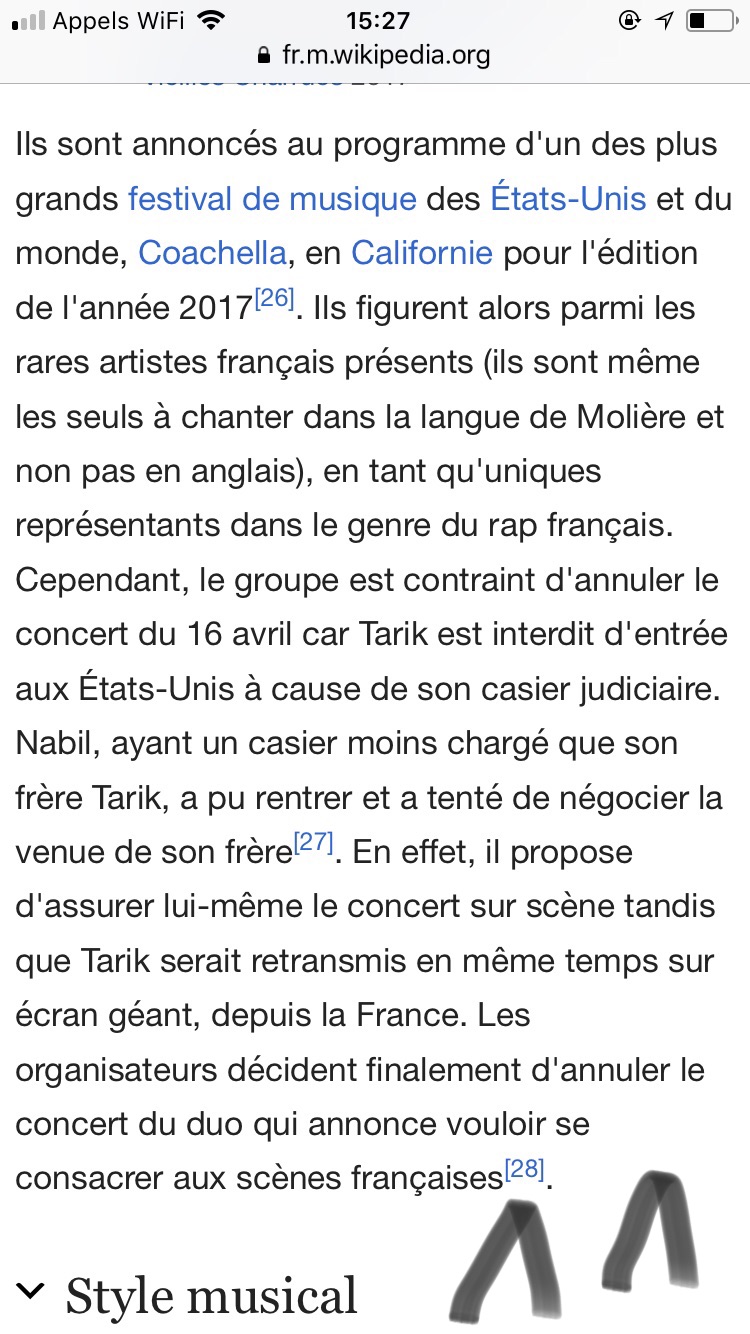 Appels WiFi 15:27
fr.m.wikipedia.org
Ils sont annoncés au programme d'un des plus
grands festival de musique des États-Unis et du
monde, Coachella, en Californie pour l'édition
de l'année 2017[26]. Ils figurent alors parmi les
rares artistes français présents (ils sont même
les seuls à chanter dans la langue de Molière et
non pas en anglais), en tant qu'uniques
représentants dans le genre du rap français.
Cependant, le groupe est contraint d'annuler le
concert du 16 avril car Tarik est interdit d'entrée
aux États-Unis à cause de son casier judiciaire.
Nabil, ayant un casier moins chargé que son
frère Tarik, a pu rentrer et a tenté de négocier la
venue de son frère[27]. En effet, il propose
d'assurer lui-même le concert sur scène tandis
que Tarik serait retransmis en même temps sur
écran géant, depuis la France. Les
organisateurs décident finalement d'annuler le
concert du duo qui annonce vouloir se
consacrer aux scènes françaises[28].
Style musical